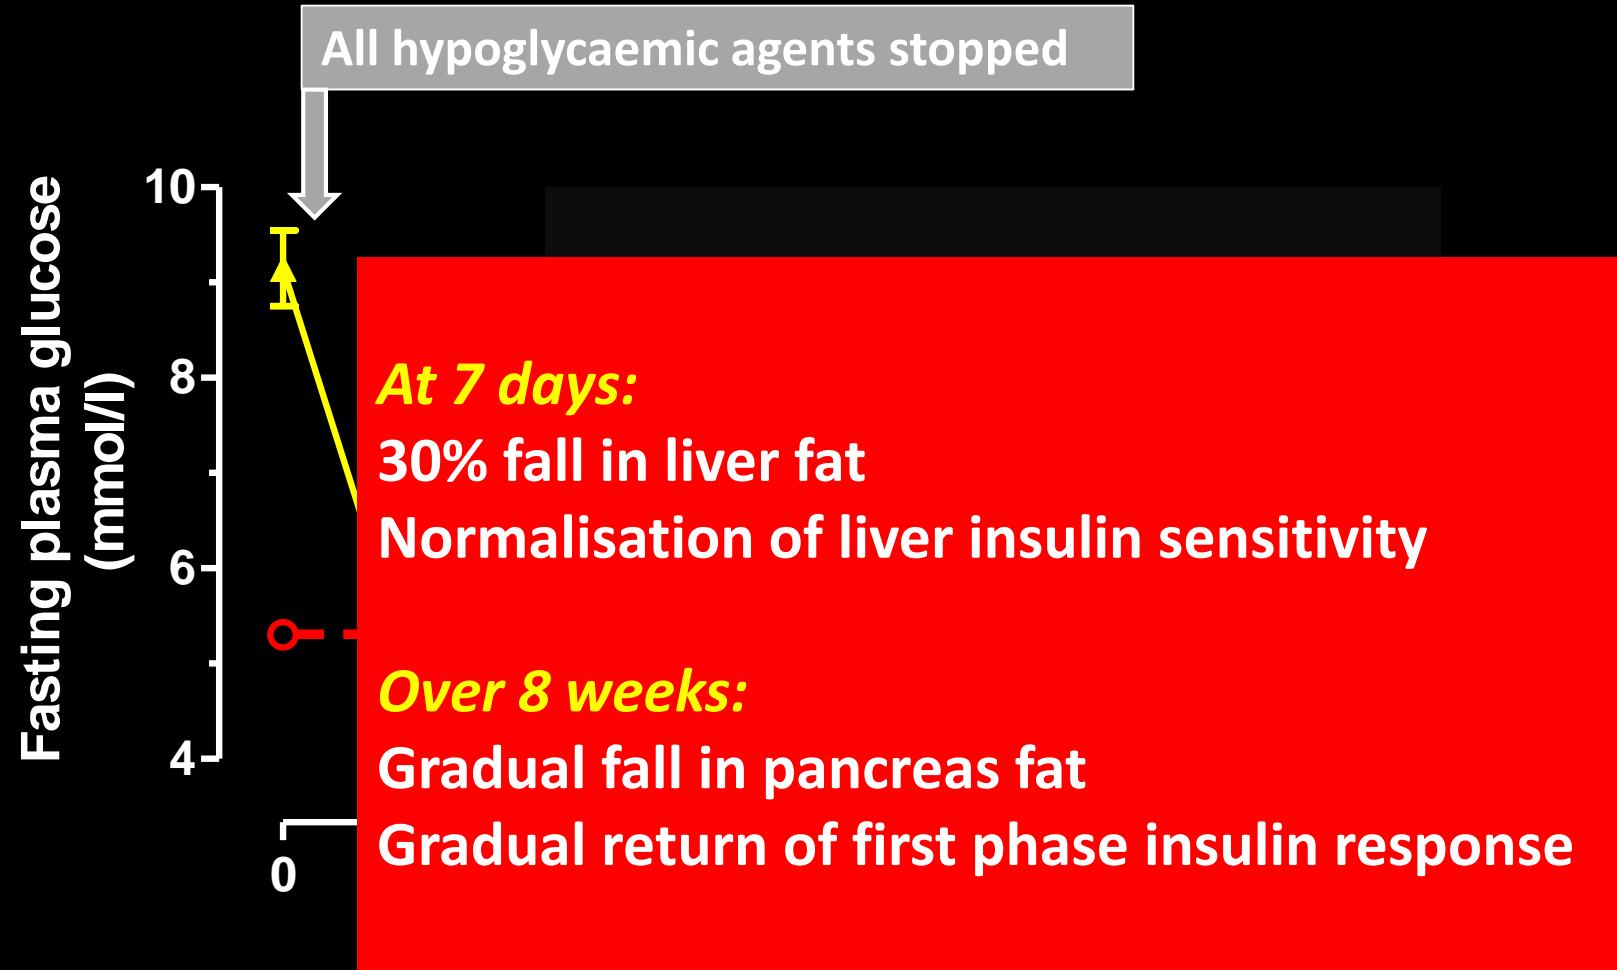 All hypoglycaemic agents stopped
Fasting plasma glucose
(mmol/l)
10
8
6
4
0
At 7 days:
30% fall in liver fat
Normalisation of liver insulin sensitivity
Over 8 weeks:
Gradual fall in pancreas fat
Gradual return of first phase insulin response